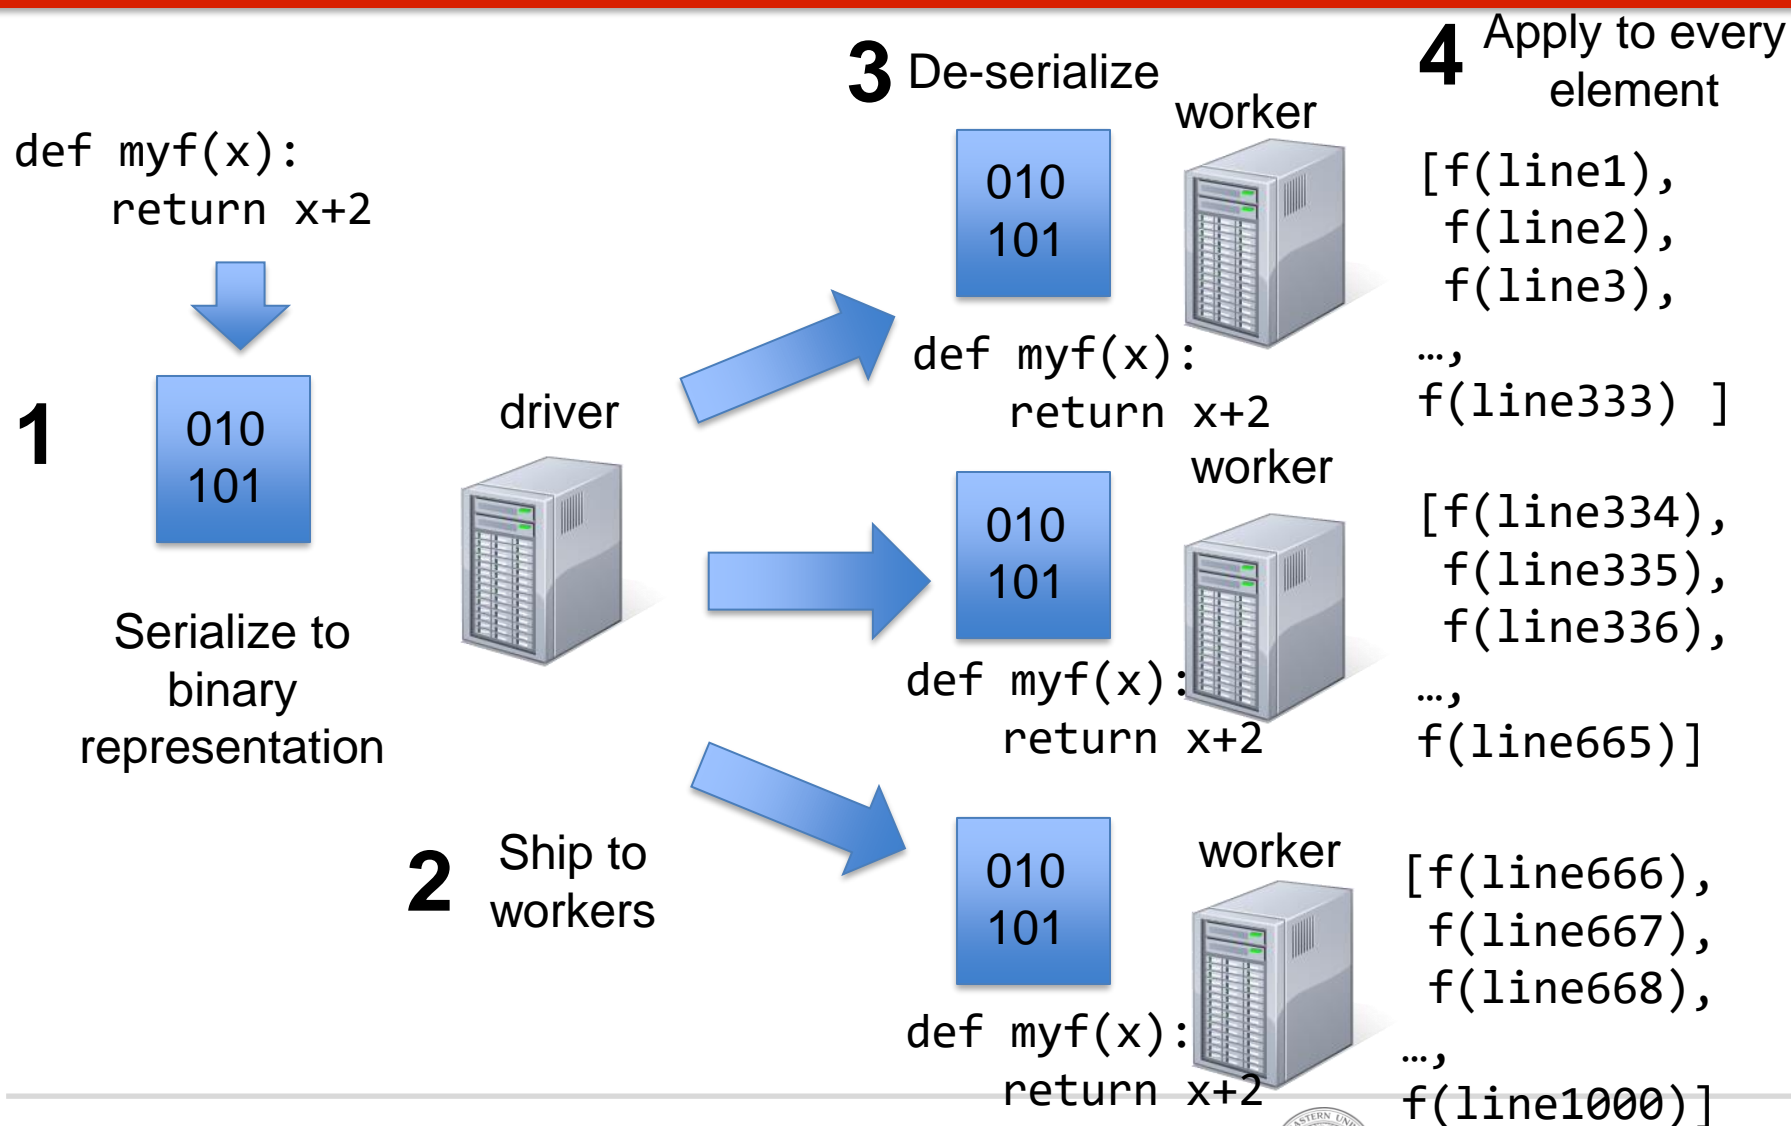 def myf(x):
return x+2
1
010
101
Serialize to
binary
representation
driver
2
Ship to
workers
3
De-serialize
worker
010
101
def myf(x):
return x+2
worker
010
101
def myf(x):
return x+2
worker
010
101
def myf(x):
return x+2
4
Apply to every
element
[f(line1),
f(line2),
f(line3),
…,
f(line333) ]
[f(line334),
f(line335),
f(line336),
…,
f(line665)]
[f(line666),
f(line667),
f(line668),
…,
f(line1000)]